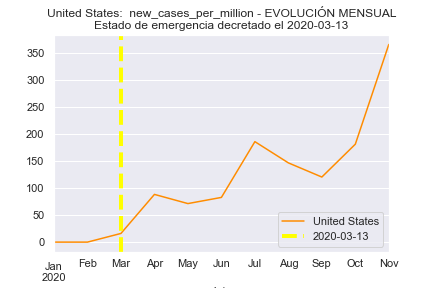 United States:  new_cases_per_million - EVOLUCIÓN MENSUAL
Estado de emergencia decretado el 2020-03-13
350
300
250
200
150
100
50
0
Jan
2020
Feb
Mar
Apr
May
Jun
Jul
Aug
Sep
Oct
Nov
United States
2020-03-13